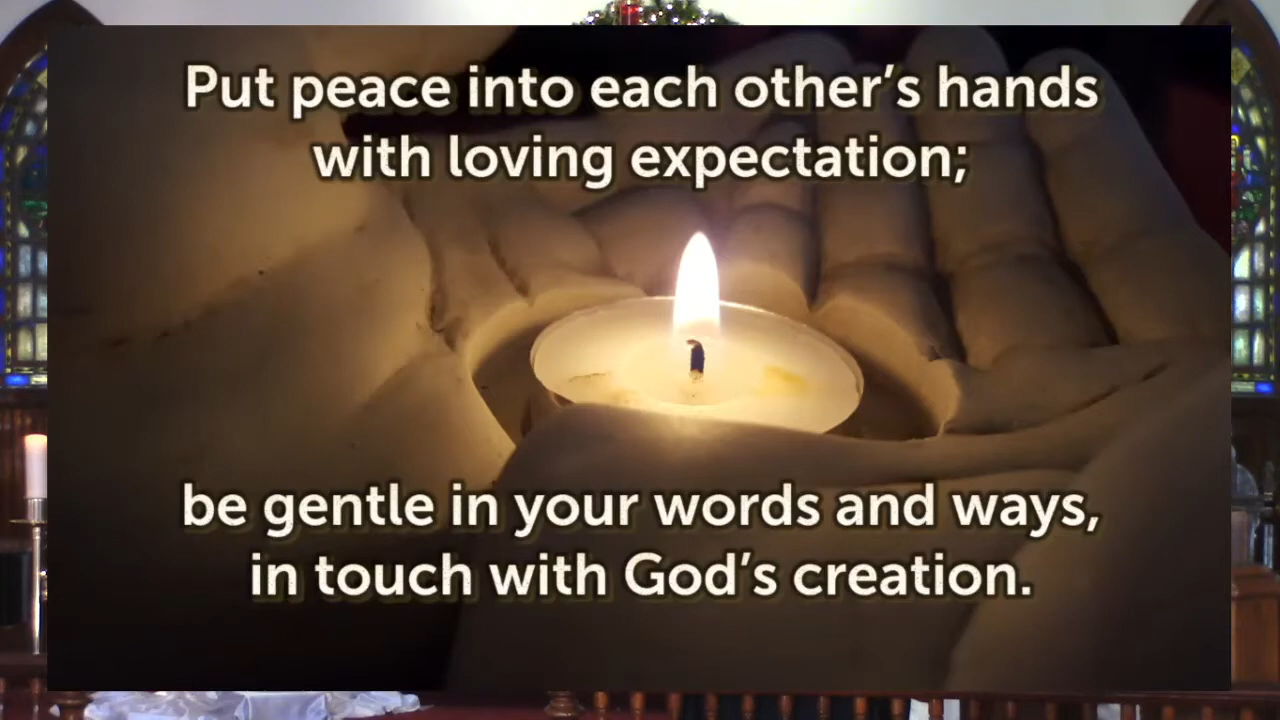 Put peace into each other’s hands
with loving expectation;
be gentle in your words and ways,
in touch with God’s creation.